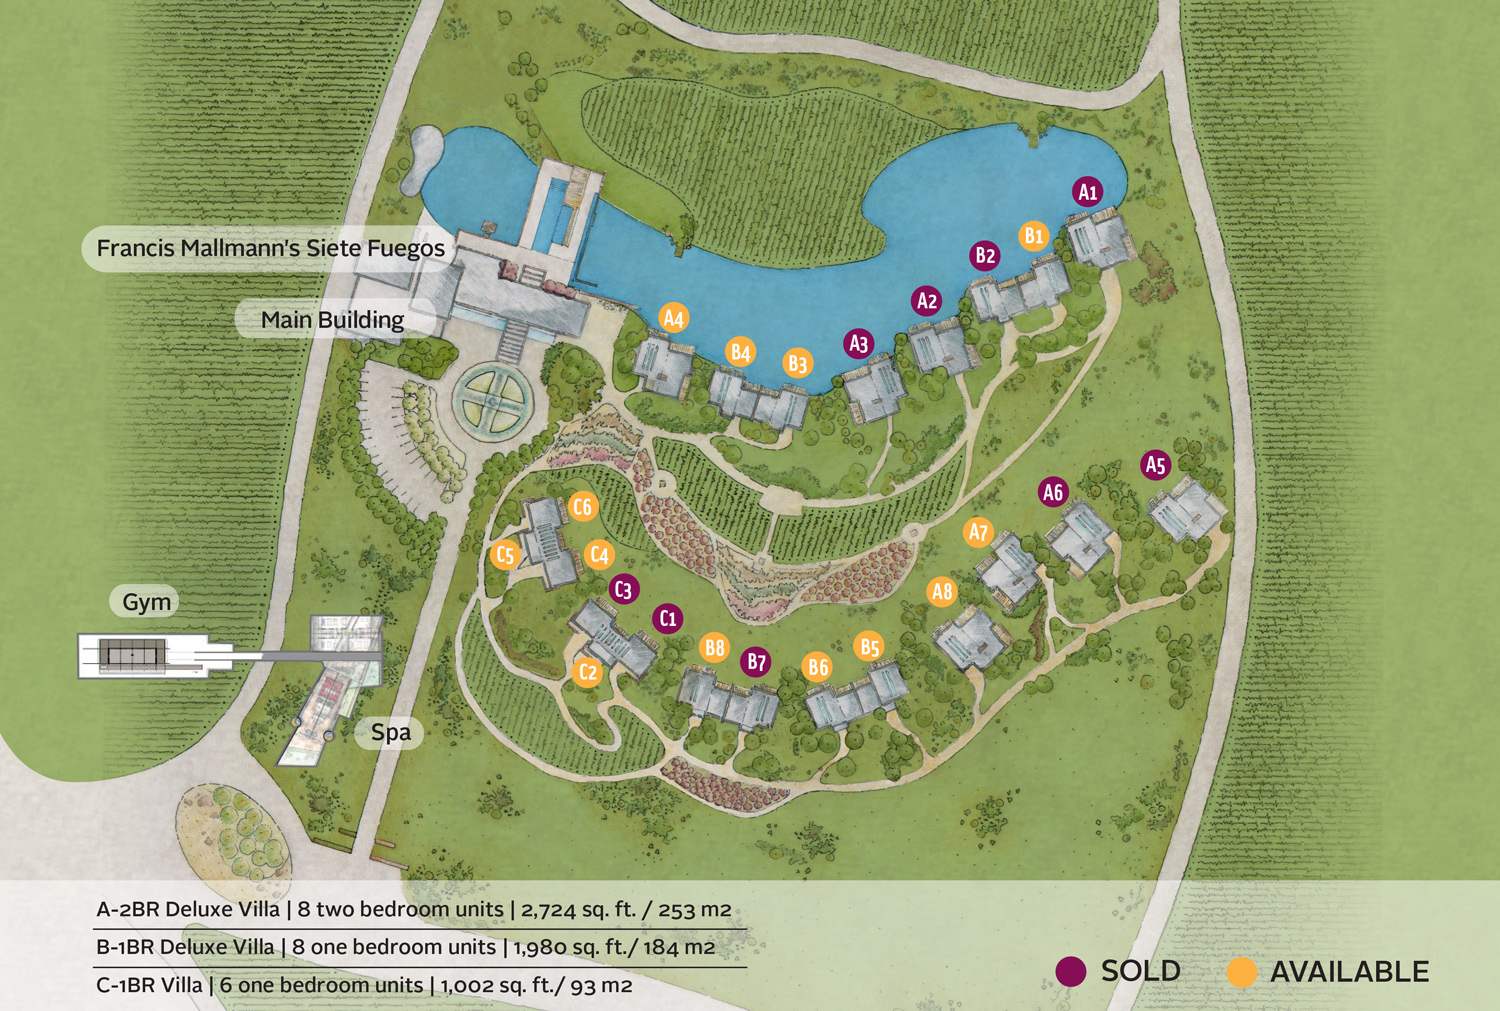 A1
B1
B2
Francis Mallmann's Siete Fuegos
A2
Main Building
A4
A3
B4
B3
A5
A6
C6
A7
C5
C4
C3
A8
Gym
C1
B8
B5
B7
B6
C2
Spa
A-2BR Deluxe Villa | 8 two bedroom units | 2,724 sq. ft. / 253 m2
B-1BR Deluxe Villa | 8 one bedroom units | 1,980 sq. ft./ 184 m2
C-1BR Villa | 6 one bedroom units | 1,002 sq. ft./ 93 m2
SOLD
AVAILABLE